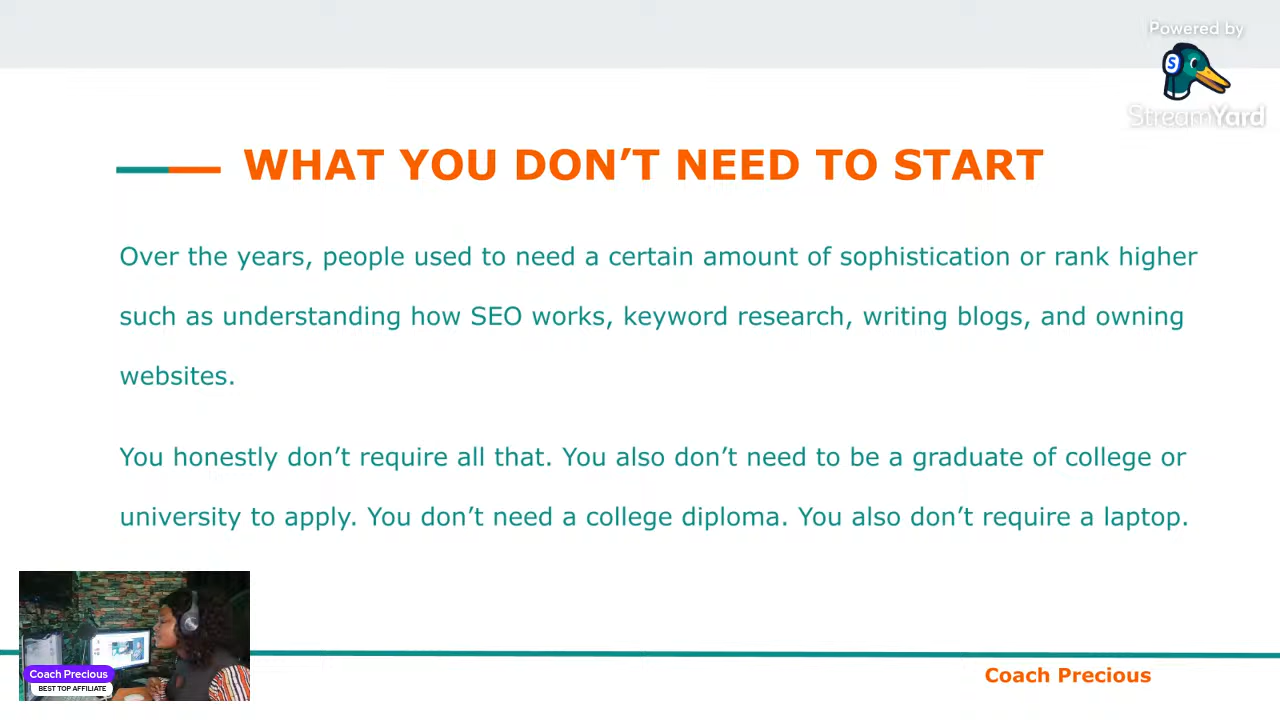 Powered by
StreamYard
WHAT YOU DON’T NEED TO START
Over the years, people used to need a certain amount of sophistication or rank higher
such as understanding how SEO works, keyword research, writing blogs, and owning
websites.
You honestly don’t require all that. You also don’t need to be a graduate of college or
university to apply. You don’t need a college diploma. You also don’t require a laptop.
Coach Precious
BEST TOP AFFILIATE
Coach Precious